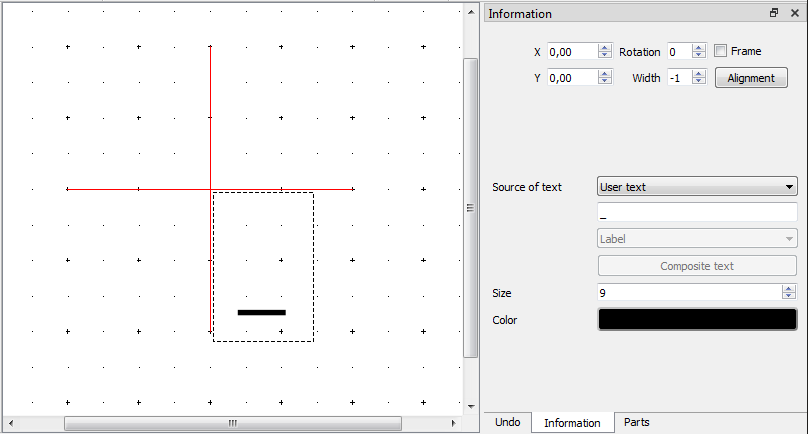 Information
X 0,00 Rotation 0 Frame
Y 0,00 Width -1 Alignment
Source of text User text
_
Label
Composite text
Size 9
Color
Undo Information Parts